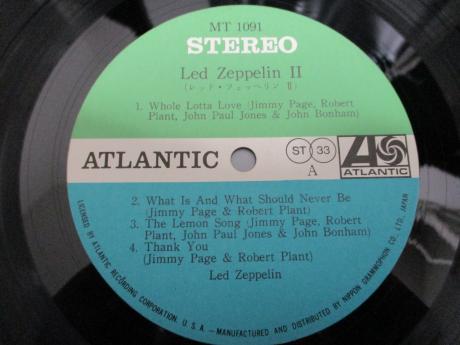 MT 1091
STEREO
Led Zeppelin II
(レッド・ツェッペリン Ⅱ)
1. Whole Lotta Love (Jimmy Page, Robert
Plant, John Paul Jones & John Bonham)
ATLANTIC
ST 33
A
ATLANTIC
2. What Is And What Should Never Be
(Jimmy Page & Robert Plant)
3. The Lemon Song (Jimmy Page, Robert
Plant, John Paul Jones & John Bonham)
4. Thank You
(Jimmy Page & Robert Plant)
Led Zeppelin
LICENSED BY ATLANTIC RECORDING CORPORATION. U.S.A.—MANUFACTURED AND DISTRIBUTED BY NIPPON GRAMMOPHON CO. LTD., JAPAN